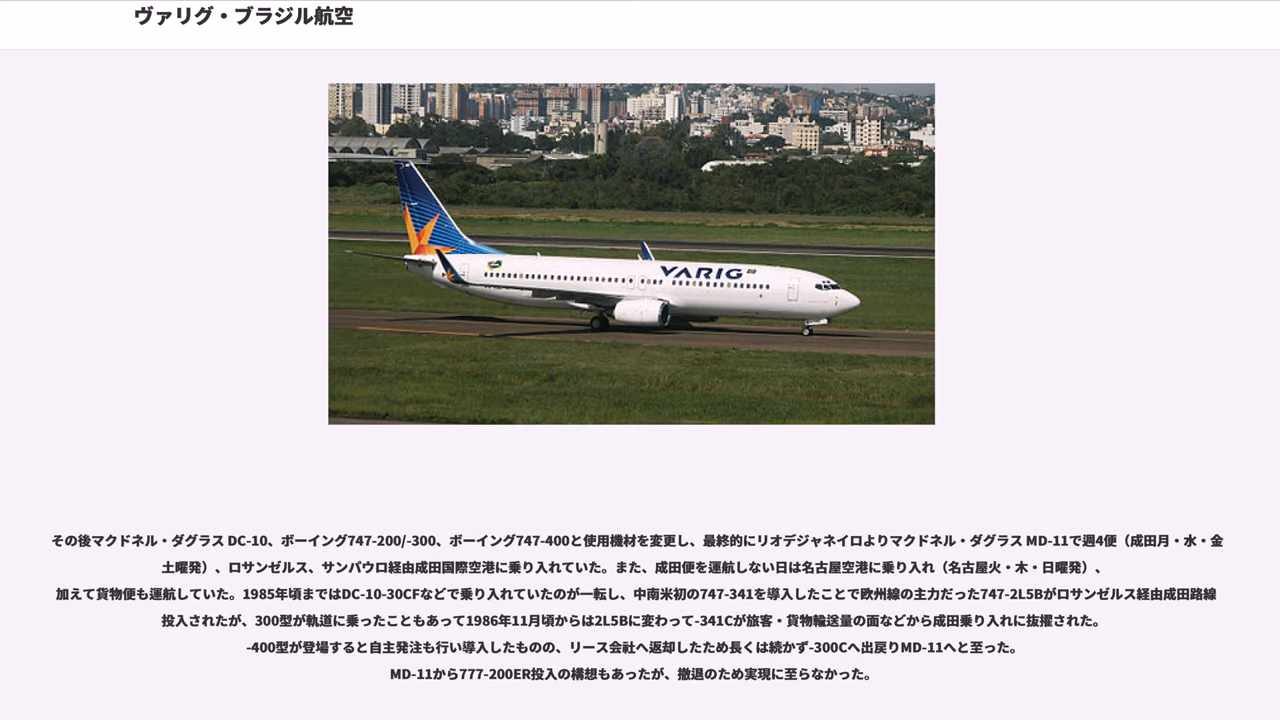 ヴァリグ・ブラジル航空
VARIG
その後マクドネル・ダグラス DC-10、ボーイング747-200/-300、ボーイング747-400と使用機材を変更し、最終的にリオデジャネイロよりマクドネル・ダグラス MD-11で週4便（成田月・水・金
土曜発）、ロサンゼルス、サンパウロ経由成田国際空港に乗り入れていた。また、成田便を運航しない日は名古屋空港に乗り入れ（名古屋火・木・日曜発）、
加えて貨物便も運航していた。1985年頃まではDC-10-30CFなどで乗り入れていたのが一転し、中南米初の747-341を導入したことで欧州線の主力だった747-2L5Bがロサンゼルス経由成田路線
投入されたが、300型が軌道に乗ったこともあって1986年11月頃からは2L5Bに変わって-341Cが旅客・貨物輸送量の面などから成田乗り入れに抜擢された。
-400型が登場すると自主発注も行い導入したものの、リース会社へ返却したため長くは続かず-300Cへ出戻りMD-11へと至った。
MD-11から777-200ER投入の構想もあったが、撤退のため実現に至らなかった。